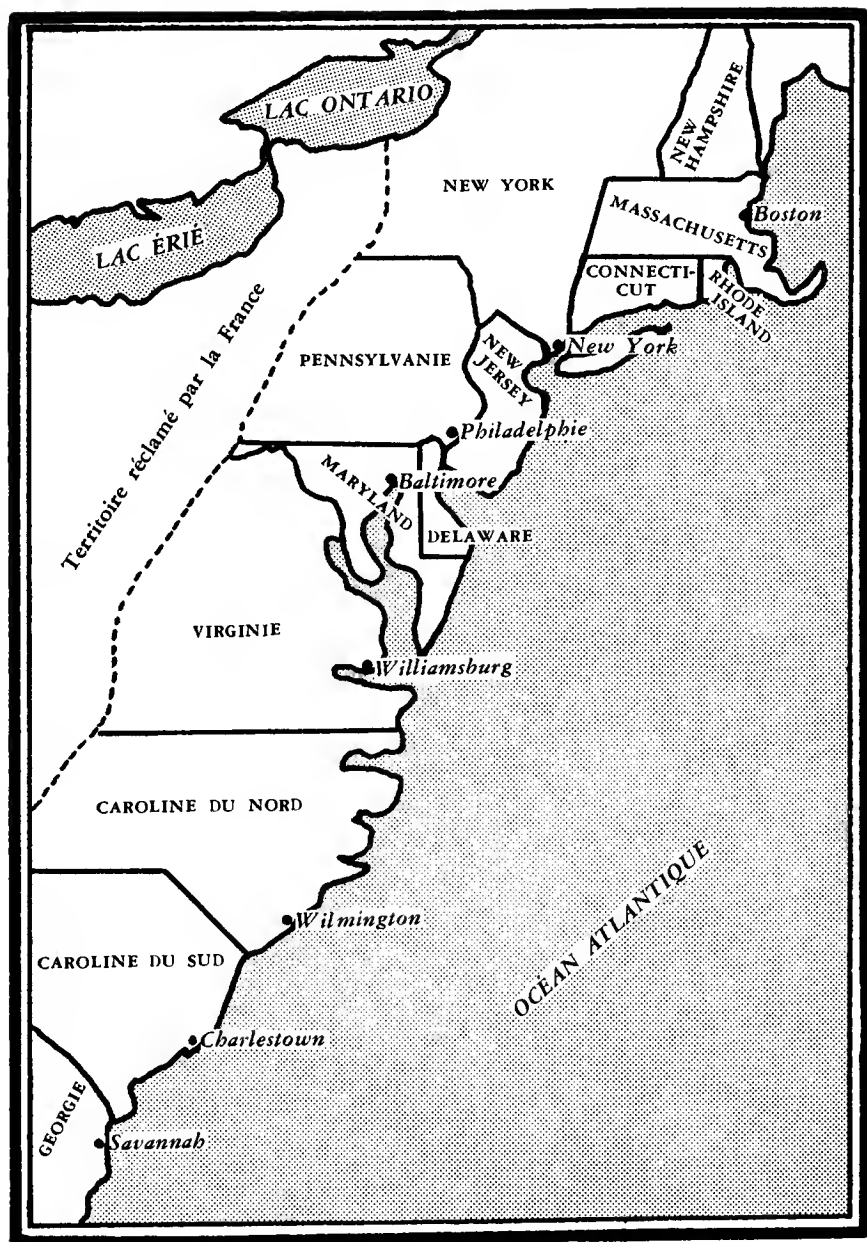 LAC ONTARIO
NEW
HAMPSHIRE
NEW YORK
MASSACHUSETTS
Boston
LAC ÉRIÉ
CONNECTI-
CUT
RHODE
ISLAND
Territoire réclamé par la France
New York
PENNSYLVANIE
NEW
JERSEY
Philadelphie
MARYLAND
Baltimore
DELAWARE
VIRGINIE
Williamsburg
CAROLINE DU NORD
OCÉAN ATLANTIQUE
Wilmington
CAROLINE DU SUD
Charlestown
GEORGIE
Savannah